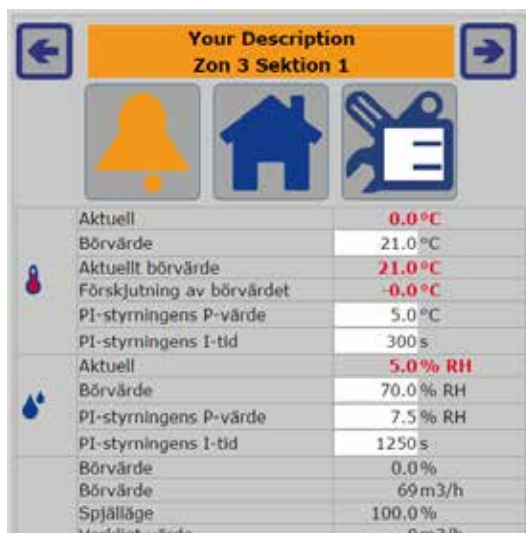 Your Description
Zon 3 Sektion 1
Aktuell 0.0 °C
Börvärde 21.0 °C
Aktuellt börvärde 21.0 °C
Förskjutning av börvärdet -0.0 °C
PI-styrningens P-värde 5.0 °C
PI-styrningens I-tid 300 s
Aktuell 5.0 % RH
Börvärde 70.0 % RH
PI-styrningens P-värde 7.5 % RH
PI-styrningens I-tid 1250 s
Börvärde 0.0 %
Börvärde 69 m3/h
Spjälläge 100.0 %